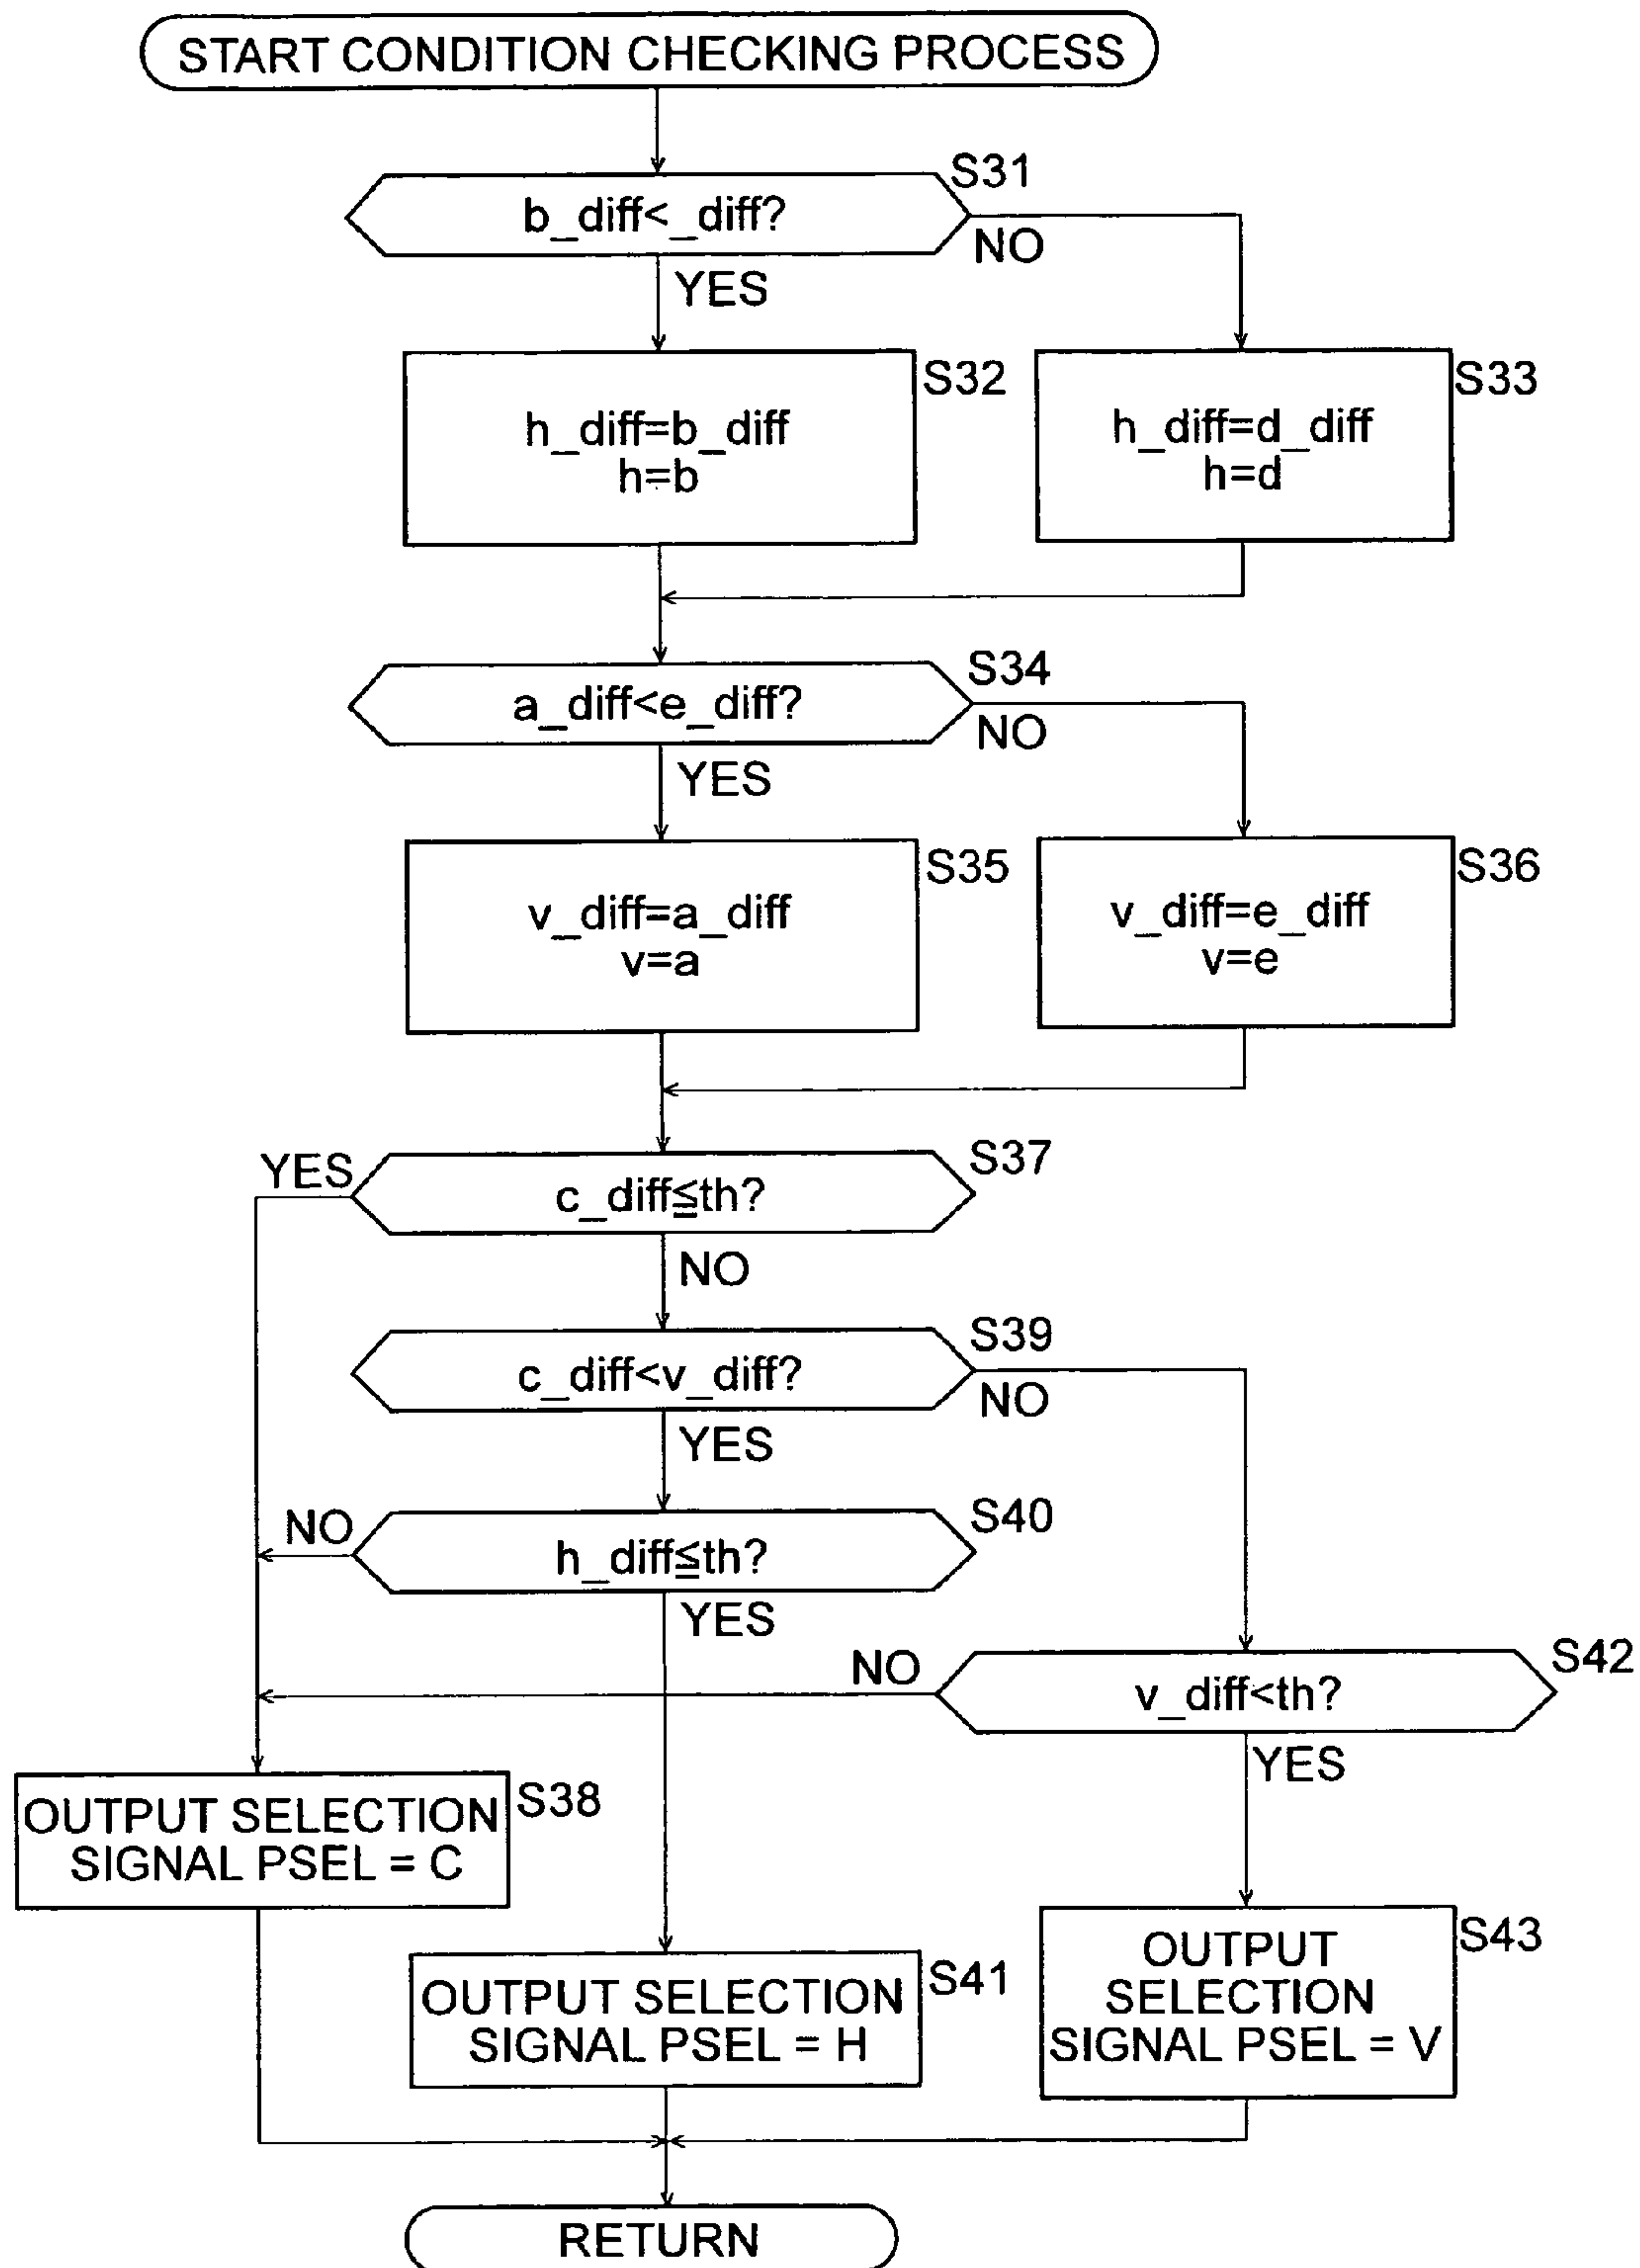 START CONDITION CHECKING PROCESS
S31
b_diff<_diff?
NO
YES
S32
h_diff=b_diff
h=b
S33
h_diff=d_diff
h=d
S34
a_diff<e_diff?
NO
YES
S35
v_diff=a_diff
v=a
S36
v_diff=e_diff
v=e
S37
YES
c_diff≦th?
NO
S39
c_diff<v_diff?
NO
YES
S40
NO
h_diff≦th?
YES
S42
NO
v_diff<th?
YES
S38
OUTPUT SELECTION
SIGNAL PSEL = C
S41
OUTPUT SELECTION
SIGNAL PSEL = H
S43
OUTPUT
SELECTION
SIGNAL PSEL = V
RETURN